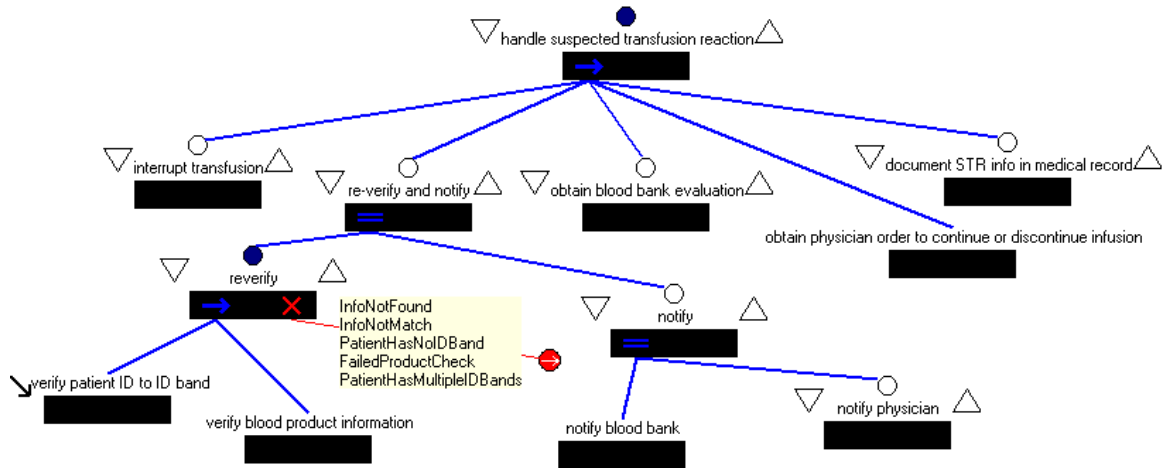 handle suspected transfusion reaction
interrupt transfusion
re-verify and notify
obtain blood bank evaluation
document STR info in medical record
obtain physician order to continue or discontinue infusion
reverify
InfoNotFound
InfoNotMatch
PatientHasNoIDBand
FailedProductCheck
PatientHasMultipleIDBands
notify
verify patient ID to ID band
verify blood product information
notify blood bank
notify physician